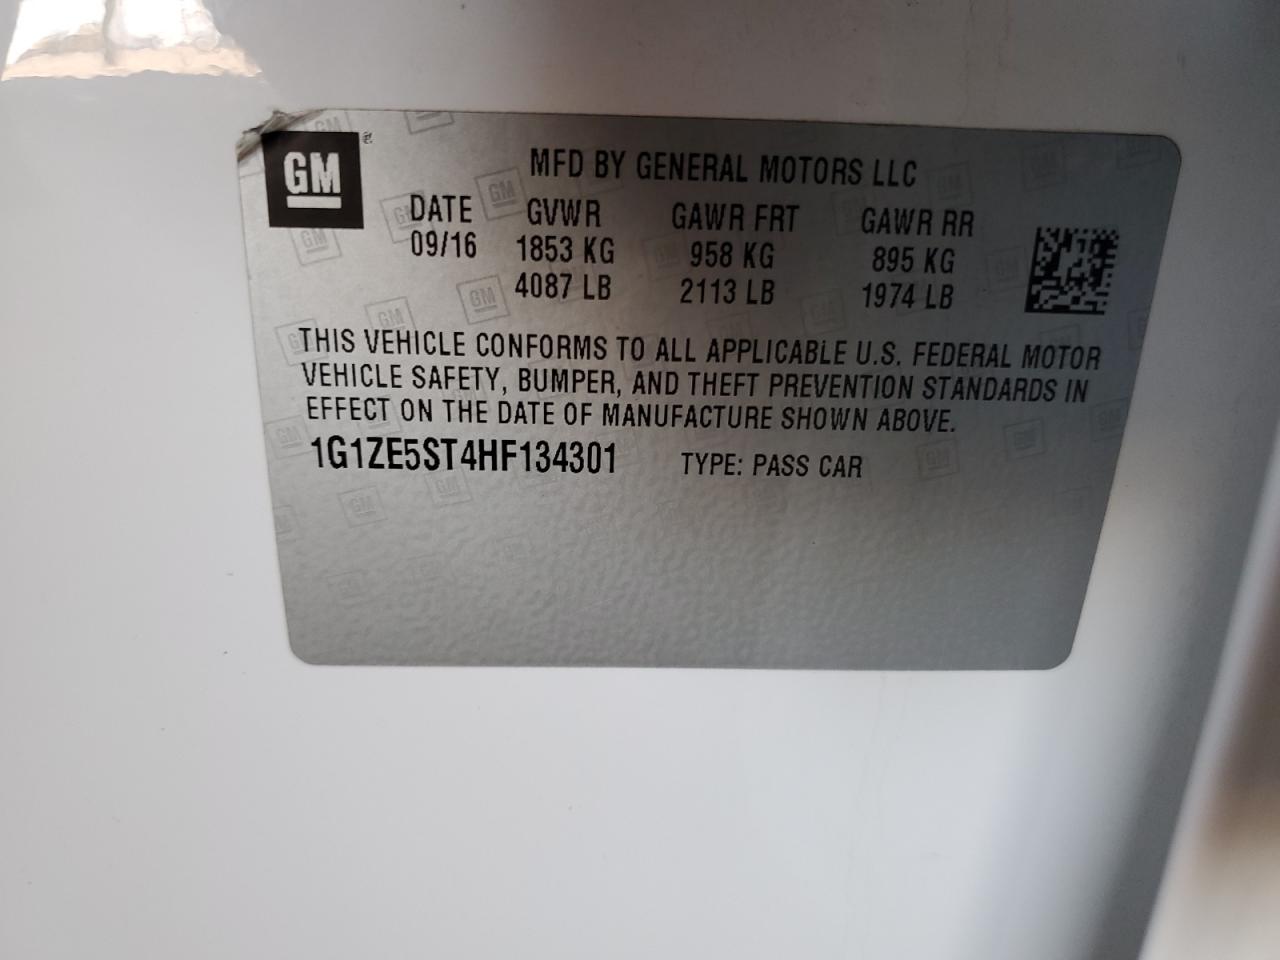 GM
MFD BY GENERAL MOTORS LLC
DATE GVWR GAWR FRT GAWR RR
09/16 1853 KG 958 KG 895 KG
4087 LB 2113 LB 1974 LB
THIS VEHICLE CONFORMS TO ALL APPLICABLE U.S. FEDERAL MOTOR
VEHICLE SAFETY, BUMPER, AND THEFT PREVENTION STANDARDS IN
EFFECT ON THE DATE OF MANUFACTURE SHOWN ABOVE.
1G1ZE5ST4HF134301 TYPE: PASS CAR